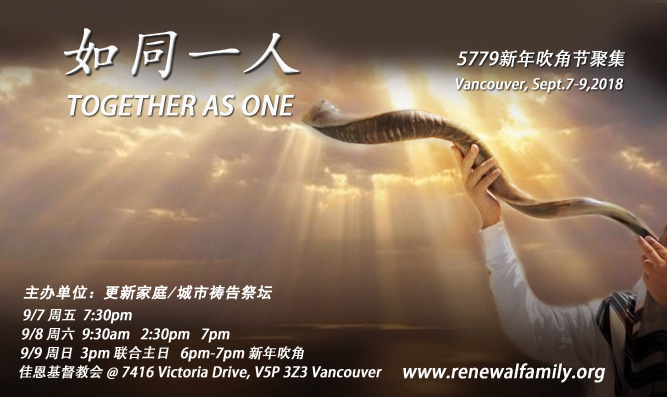 如同一人
TOGETHER AS ONE
5779新年吹角节聚集
Vancouver, Sept.7-9,2018
主办单位：更新家庭/城市祷告祭坛
9/7 周五 7:30pm
9/8 周六 9:30am 2:30pm 7pm
9/9 周日 3pm 联合主日 6pm-7pm 新年吹角
佳恩基督教会 @ 7416 Victoria Drive, V5P 3Z3 Vancouver
www.renewalfamily.org